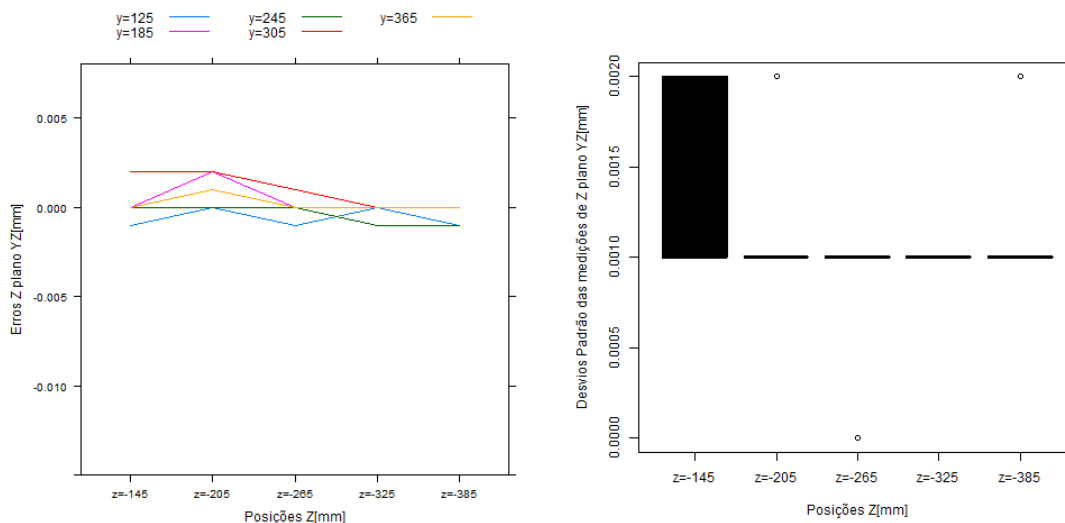 y=125 y=245 y=365
y=185 y=305
Erros Z plano YZ[mm]
0.005
0.000
-0.005
-0.010
z=-145 z=-205 z=-265 z=-325 z=-385
Posições Z[mm]
Desvios Padrão das medições de Z plano YZ[mm]
0.0020
0.0015
0.0010
0.0005
0.0000
z=-145 z=-205 z=-265 z=-325 z=-385
Posições Z[mm]